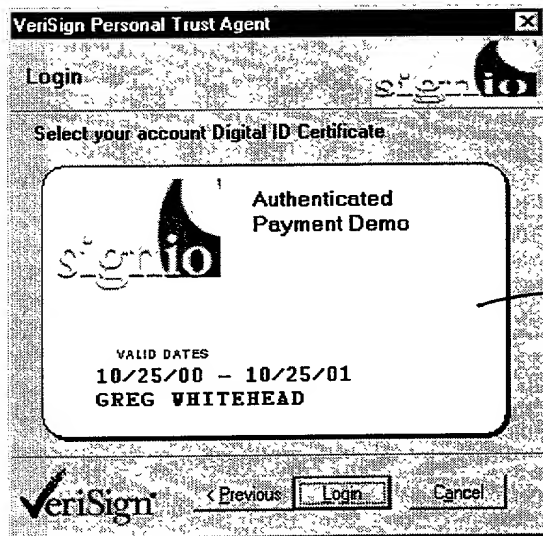 VeriSign Personal Trust Agent
Login
signio
Select your account Digital ID Certificate
signio
Authenticated
Payment Demo
VALID DATES
10/25/00 - 10/25/01
GREG WHITEHEAD
VeriSign
< Previous
Login
Cancel